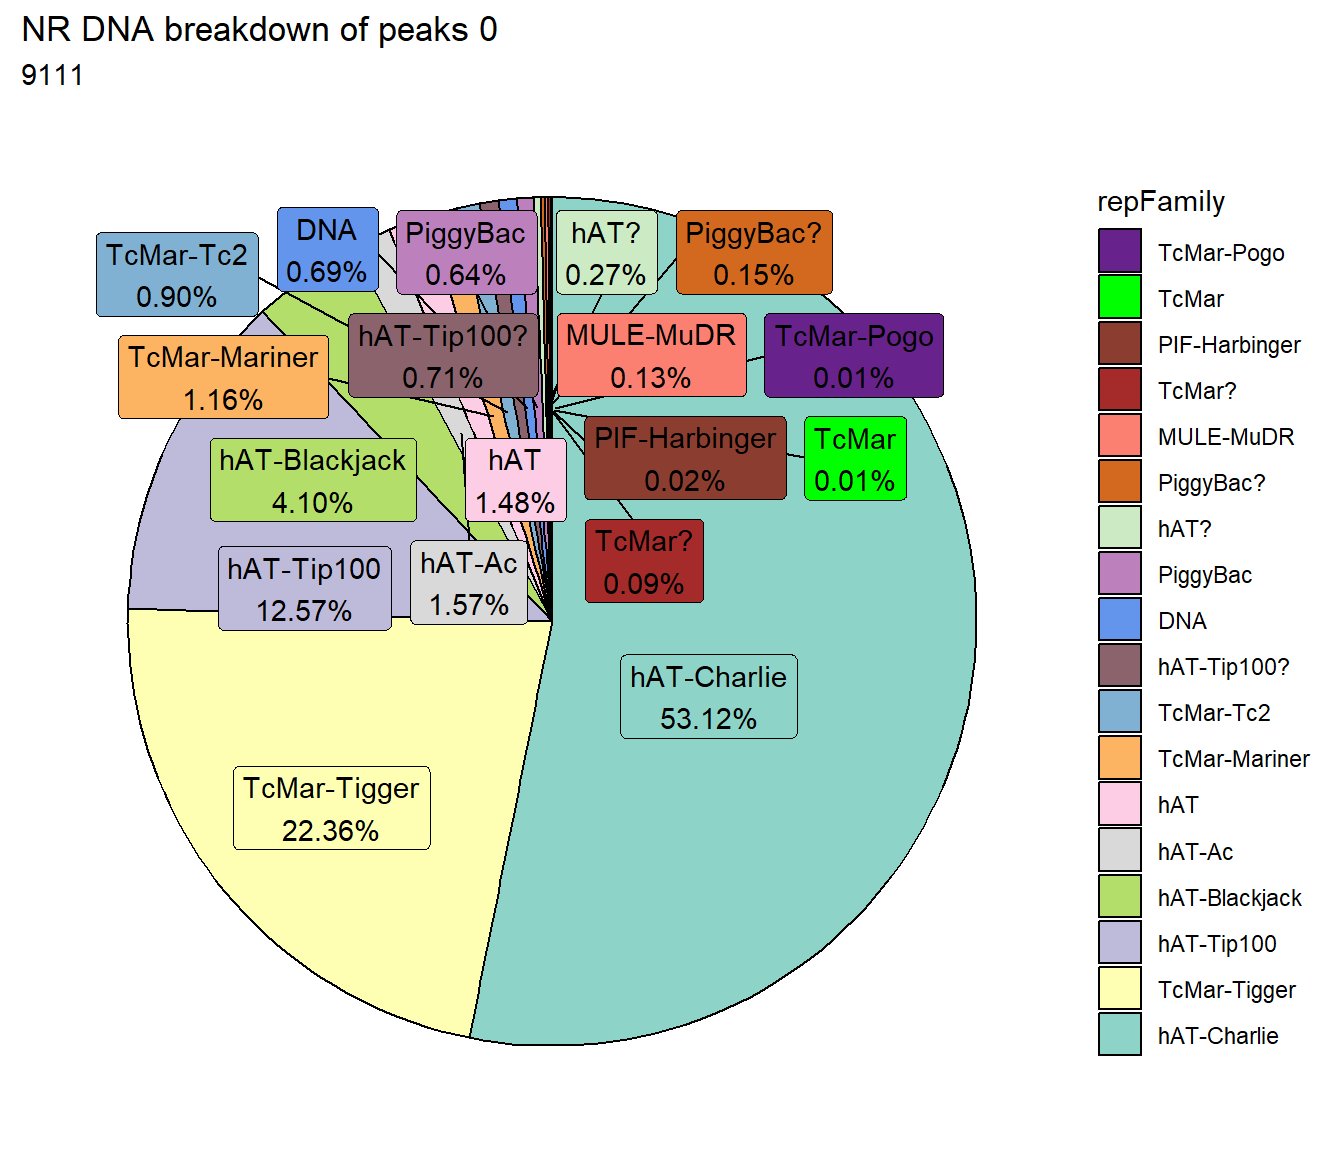 NR DNA breakdown of peaks 0
9111
DNA
0.69%
PiggyBac
0.64%
hAT?
0.27%
PiggyBac?
0.15%
TcMar-Tc2
0.90%
hAT-Tip100?
0.71%
MULE-MuDR
0.13%
TcMar-Pogo
0.01%
TcMar-Mariner
1.16%
PIF-Harbinger
0.02%
TcMar
0.01%
hAT-Blackjack
4.10%
hAT
1.48%
TcMar?
0.09%
hAT-Tip100
12.57%
hAT-Ac
1.57%
hAT-Charlie
53.12%
TcMar-Tigger
22.36%
repFamily
TcMar-Pogo
TcMar
PIF-Harbinger
TcMar?
MULE-MuDR
PiggyBac?
hAT?
PiggyBac
DNA
hAT-Tip100?
TcMar-Tc2
TcMar-Mariner
hAT
hAT-Ac
hAT-Blackjack
hAT-Tip100
TcMar-Tigger
hAT-Charlie